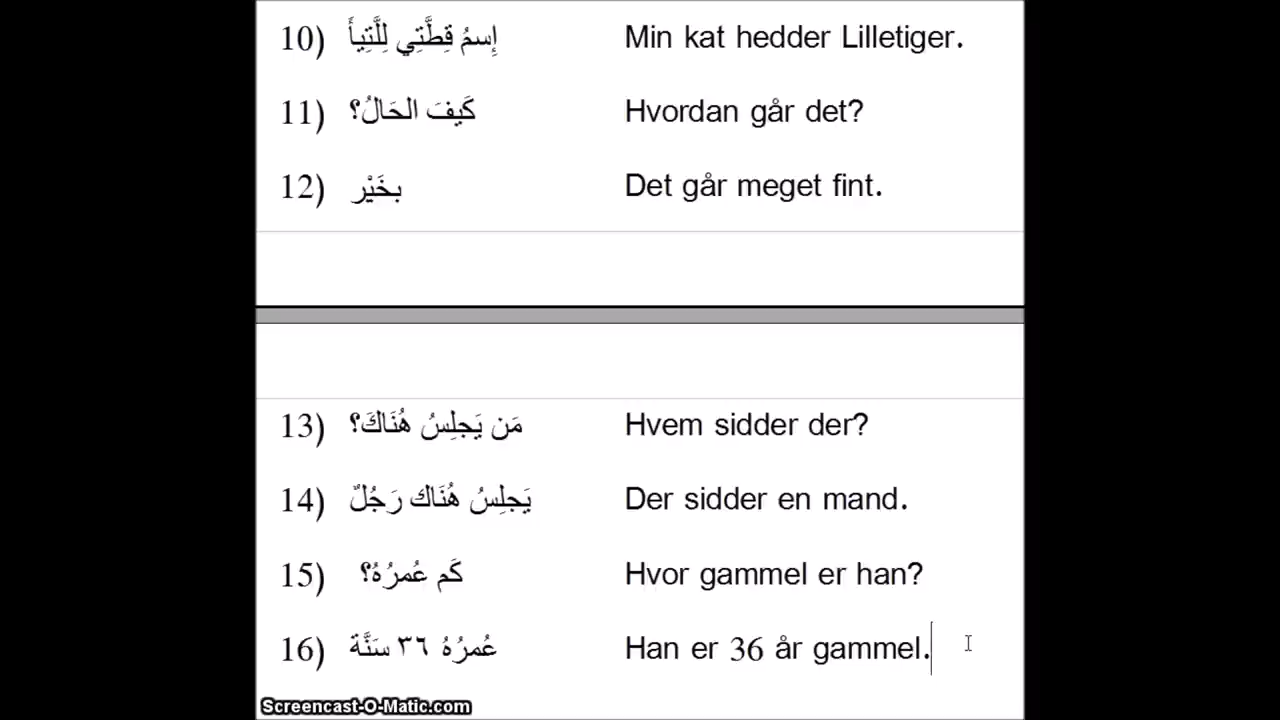 10) إِسمُ قِطَّتِي لِلَّتِيأَ Min kat hedder Lilletiger.
11) كَيفَ الحَالُ؟ Hvordan går det?
12) بخَيْر Det går meget fint.
13) مَن يَجلِسُ هُنَاكَ؟ Hvem sidder der?
14) يَجلِسُ هُنَاك رَجُلٌ Der sidder en mand.
15) كَم عُمرُهُ؟ Hvor gammel er han?
16) عُمرُهُ ٣٦ سَنَّة Han er 36 år gammel.
Screencast-O-Matic.com